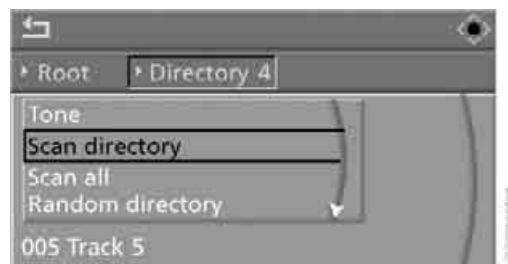 Root Directory 4
Tone
Scan directory
Scan all
Random directory
005 Track 5